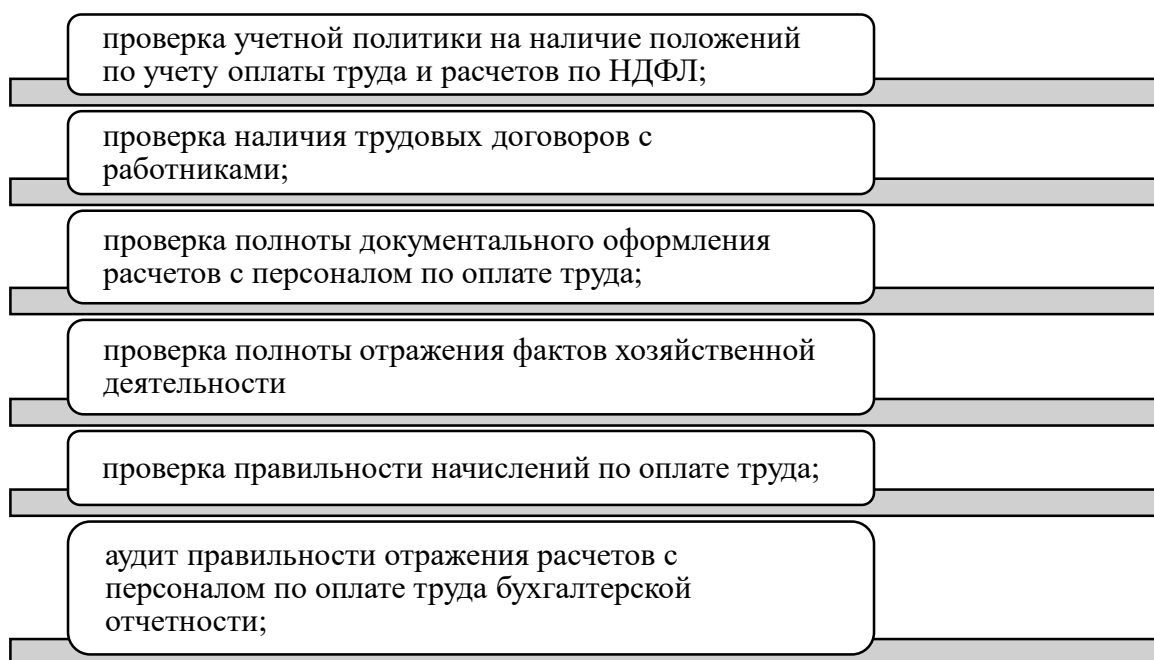 проверка учетной политики на наличие положений
по учету оплаты труда и расчетов по НДФЛ;
проверка наличия трудовых договоров с
работниками;
проверка полноты документального оформления
расчетов с персоналом по оплате труда;
проверка полноты отражения фактов хозяйственной
деятельности
проверка правильности начислений по оплате труда;
аудит правильности отражения расчетов с
персоналом по оплате труда бухгалтерской
отчетности;